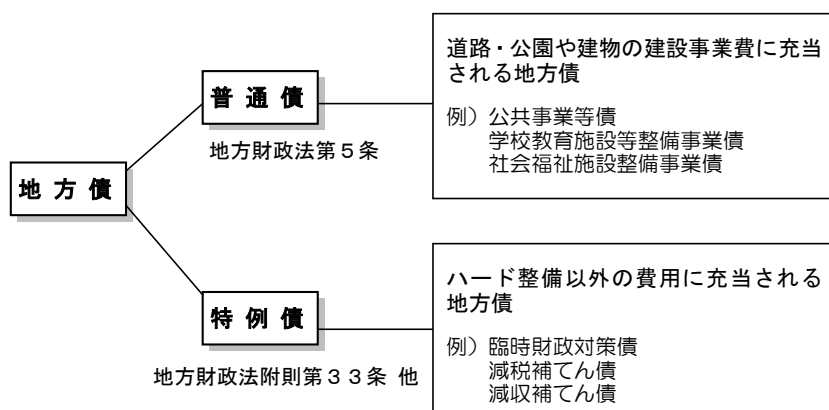 地方債
普通債
地方財政法第５条
道路・公園や建物の建設事業費に充当
される地方債
例）公共事業等債
学校教育施設等整備事業債
社会福祉施設整備事業債
特例債
地方財政法附則第３３条 他
ハード整備以外の費用に充当される
地方債
例）臨時財政対策債
減税補てん債
減収補てん債